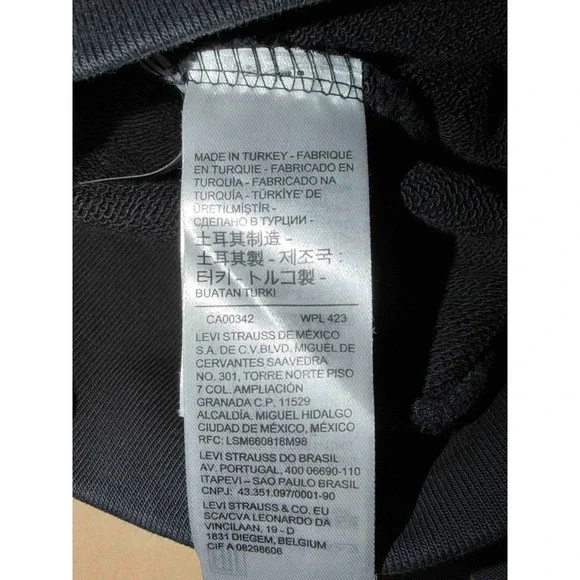 MADE IN TURKEY - FABRIQUÉ
EN TURQUIE - FABRICADO EN
TURQUÍA - FABRICADO NA
TURQUÍA - TÜRKİYE' DE
ÜRETİLMİŞTİR -
СДЕЛАНО В ТУРЦИИ -
土耳其制造 -
土耳其製 - 제조국 :
터키 - トルコ製 -
BUATAN TURKI
CA00342 WPL 423
LEVI STRAUSS DE MÉXICO
S.A. DE C.V.BLVD. MIGUEL DE
CERVANTES SAAVEDRA
NO. 301, TORRE NORTE PISO
7 COL. AMPLIACIÓN
GRANADA C.P. 11529
ALCALDÍA, MIGUEL HIDALGO
CIUDAD DE MÉXICO, MÉXICO
RFC: LSM660818M98
LEVI STRAUSS DO BRASIL
AV. PORTUGAL, 400 06690-110
ITAPEVI – SAO PAULO BRASIL
CNPJ: 43.351.097/0001-90
LEVI STRAUSS & CO. EU
SCA/CVA LEONARDO DA
VINCILAAN, 19 - D
1831 DIEGEM, BELGIUM
CIF A 08298606